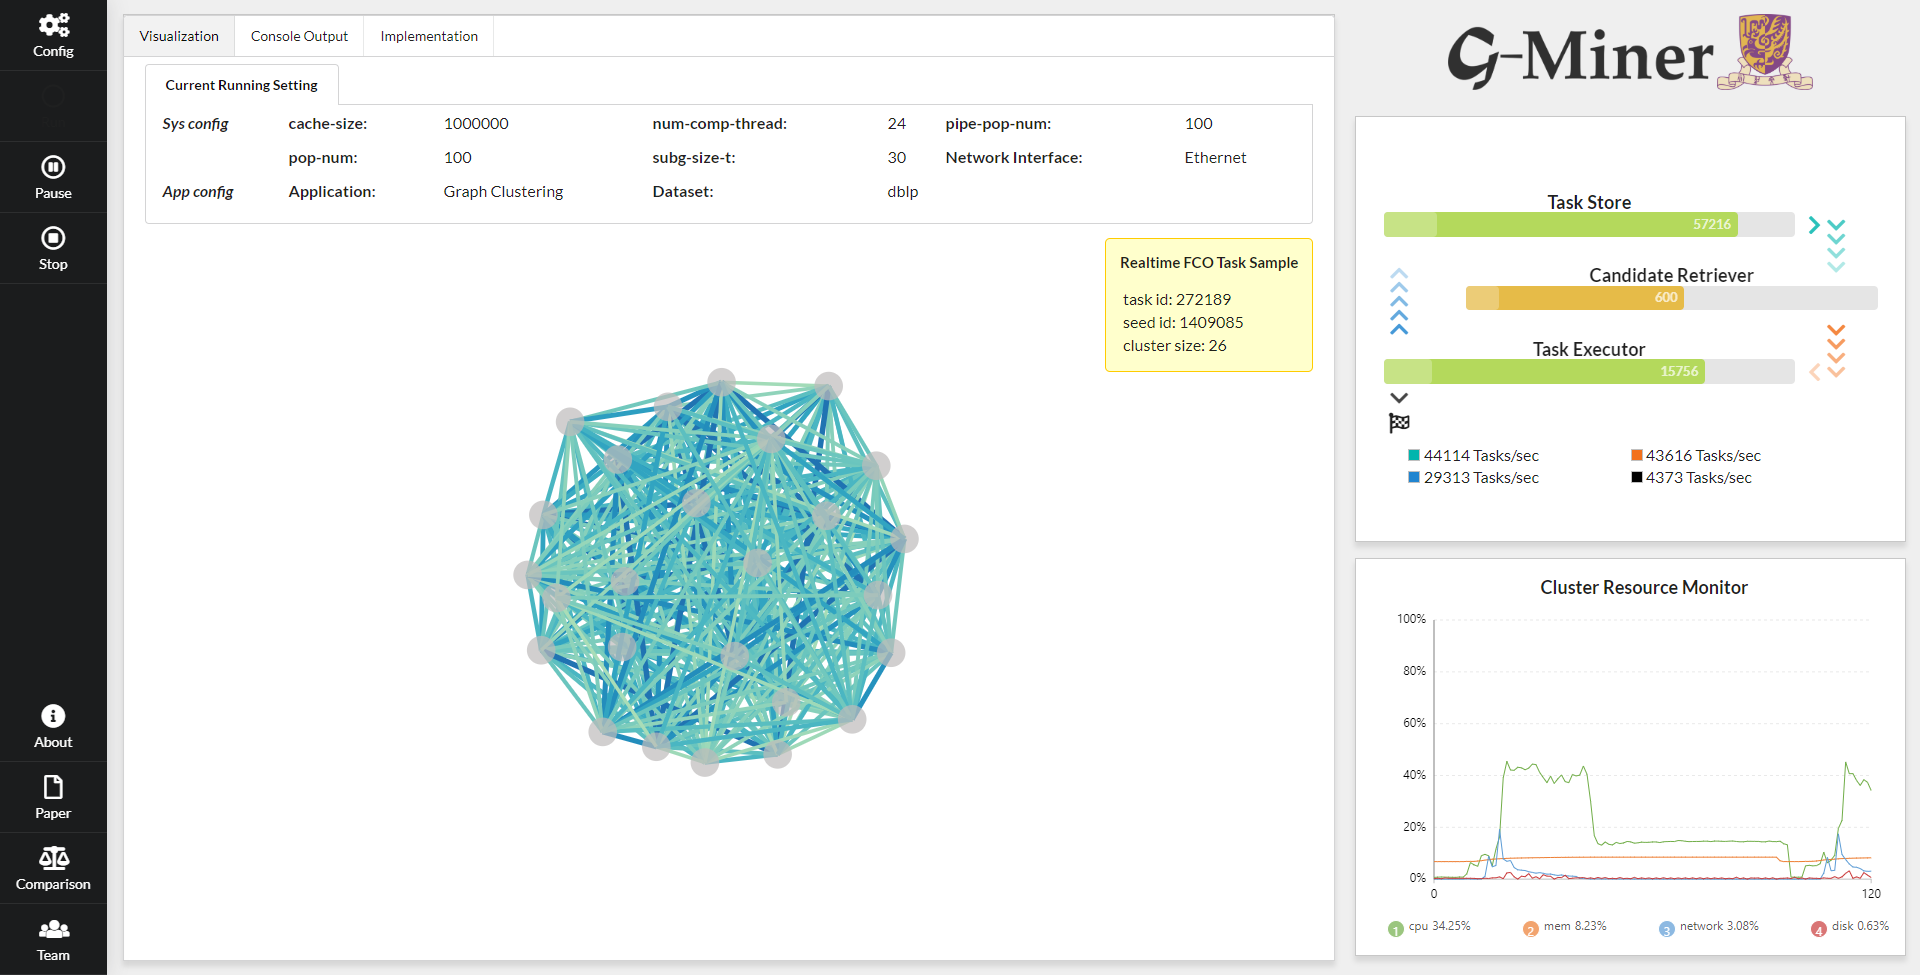 Config
Pause
Stop
About
Paper
Comparison
Team
Visualization Console Output Implementation
Current Running Setting
Sys config cache-size: 1000000 num-comp-thread: 24 pipe-pop-num: 100
pop-num: 100 subg-size-t: 30 Network Interface: Ethernet
App config Application: Graph Clustering Dataset: dblp
Realtime FCO Task Sample
task id: 272189
seed id: 1409085
cluster size: 26
G-Miner
Task Store
57216
Candidate Retriever
600
Task Executor
15756
44114 Tasks/sec 43616 Tasks/sec
29313 Tasks/sec 4373 Tasks/sec
Cluster Resource Monitor
100%
80%
60%
40%
20%
0%
0 120
1 cpu 34.25% 2 mem 8.23% 3 network 3.08% 4 disk 0.63%